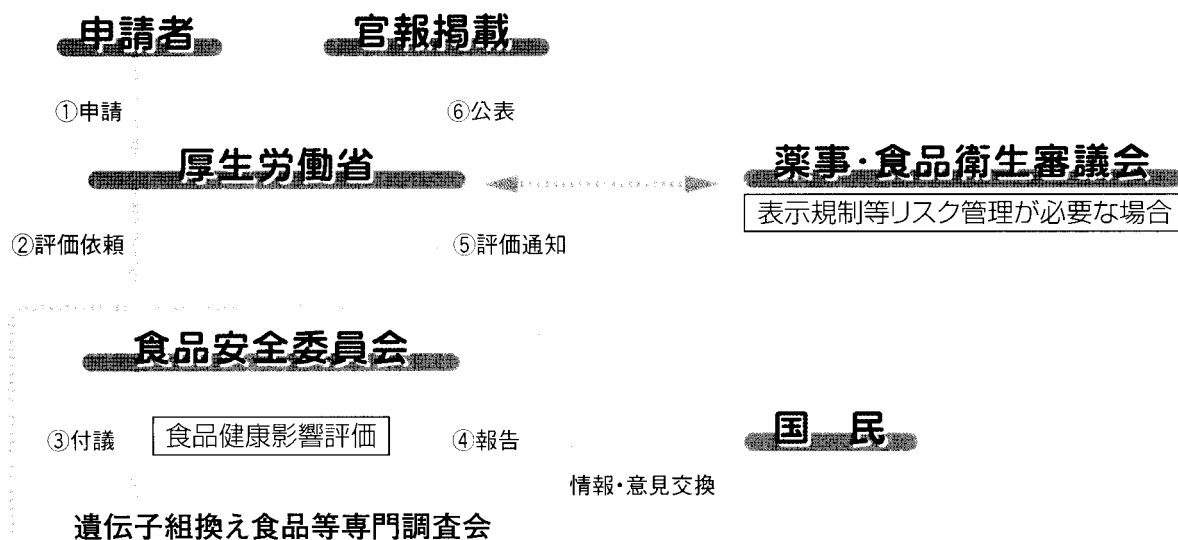 申請者
官報掲載
①申請
⑥公表
厚生労働省
薬事・食品衛生審議会
表示規制等リスク管理が必要な場合
②評価依頼
⑤評価通知
食品安全委員会
③付議
食品健康影響評価
④報告
国 民
情報・意見交換
遺伝子組換え食品等専門調査会